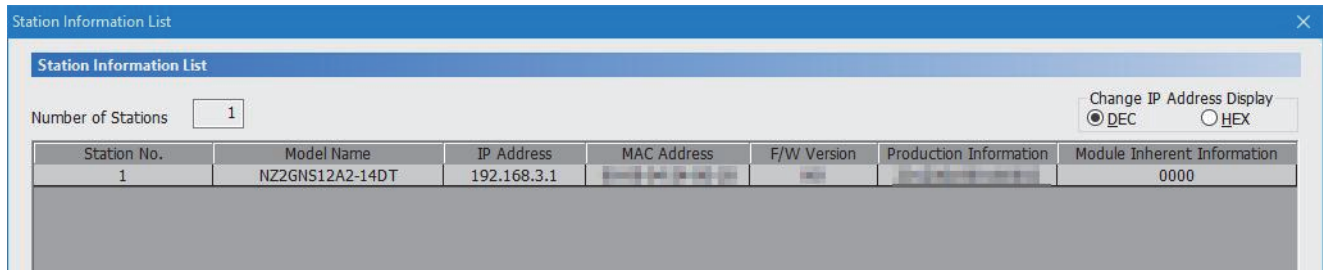 Station Information List
Station Information List
Number of Stations 1
Change IP Address Display
DEC HEX
Station No. Model Name IP Address MAC Address F/W Version Production Information Module Inherent Information
1 NZ2GNS12A2-14DT 192.168.3.1 0000